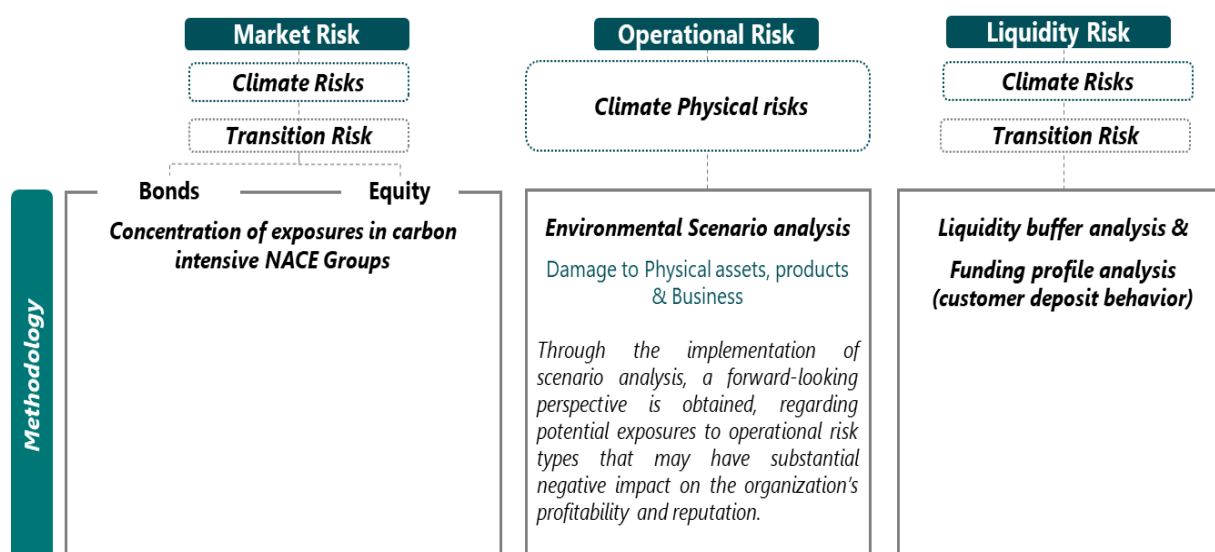 Market Risk
Climate Risks
Transition Risk
Bonds
Equity
Concentration of exposures in carbon
intensive NACE Groups
Operational Risk
Climate Physical risks
Environmental Scenario analysis
Damage to Physical assets, products
& Business
Through the implementation of
scenario analysis, a forward-looking
perspective is obtained, regarding
potential exposures to operational risk
types that may have substantial
negative impact on the organization's
profitability and reputation.
Liquidity Risk
Climate Risks
Transition Risk
Liquidity buffer analysis &
Funding profile analysis
(customer deposit behavior)
Methodology